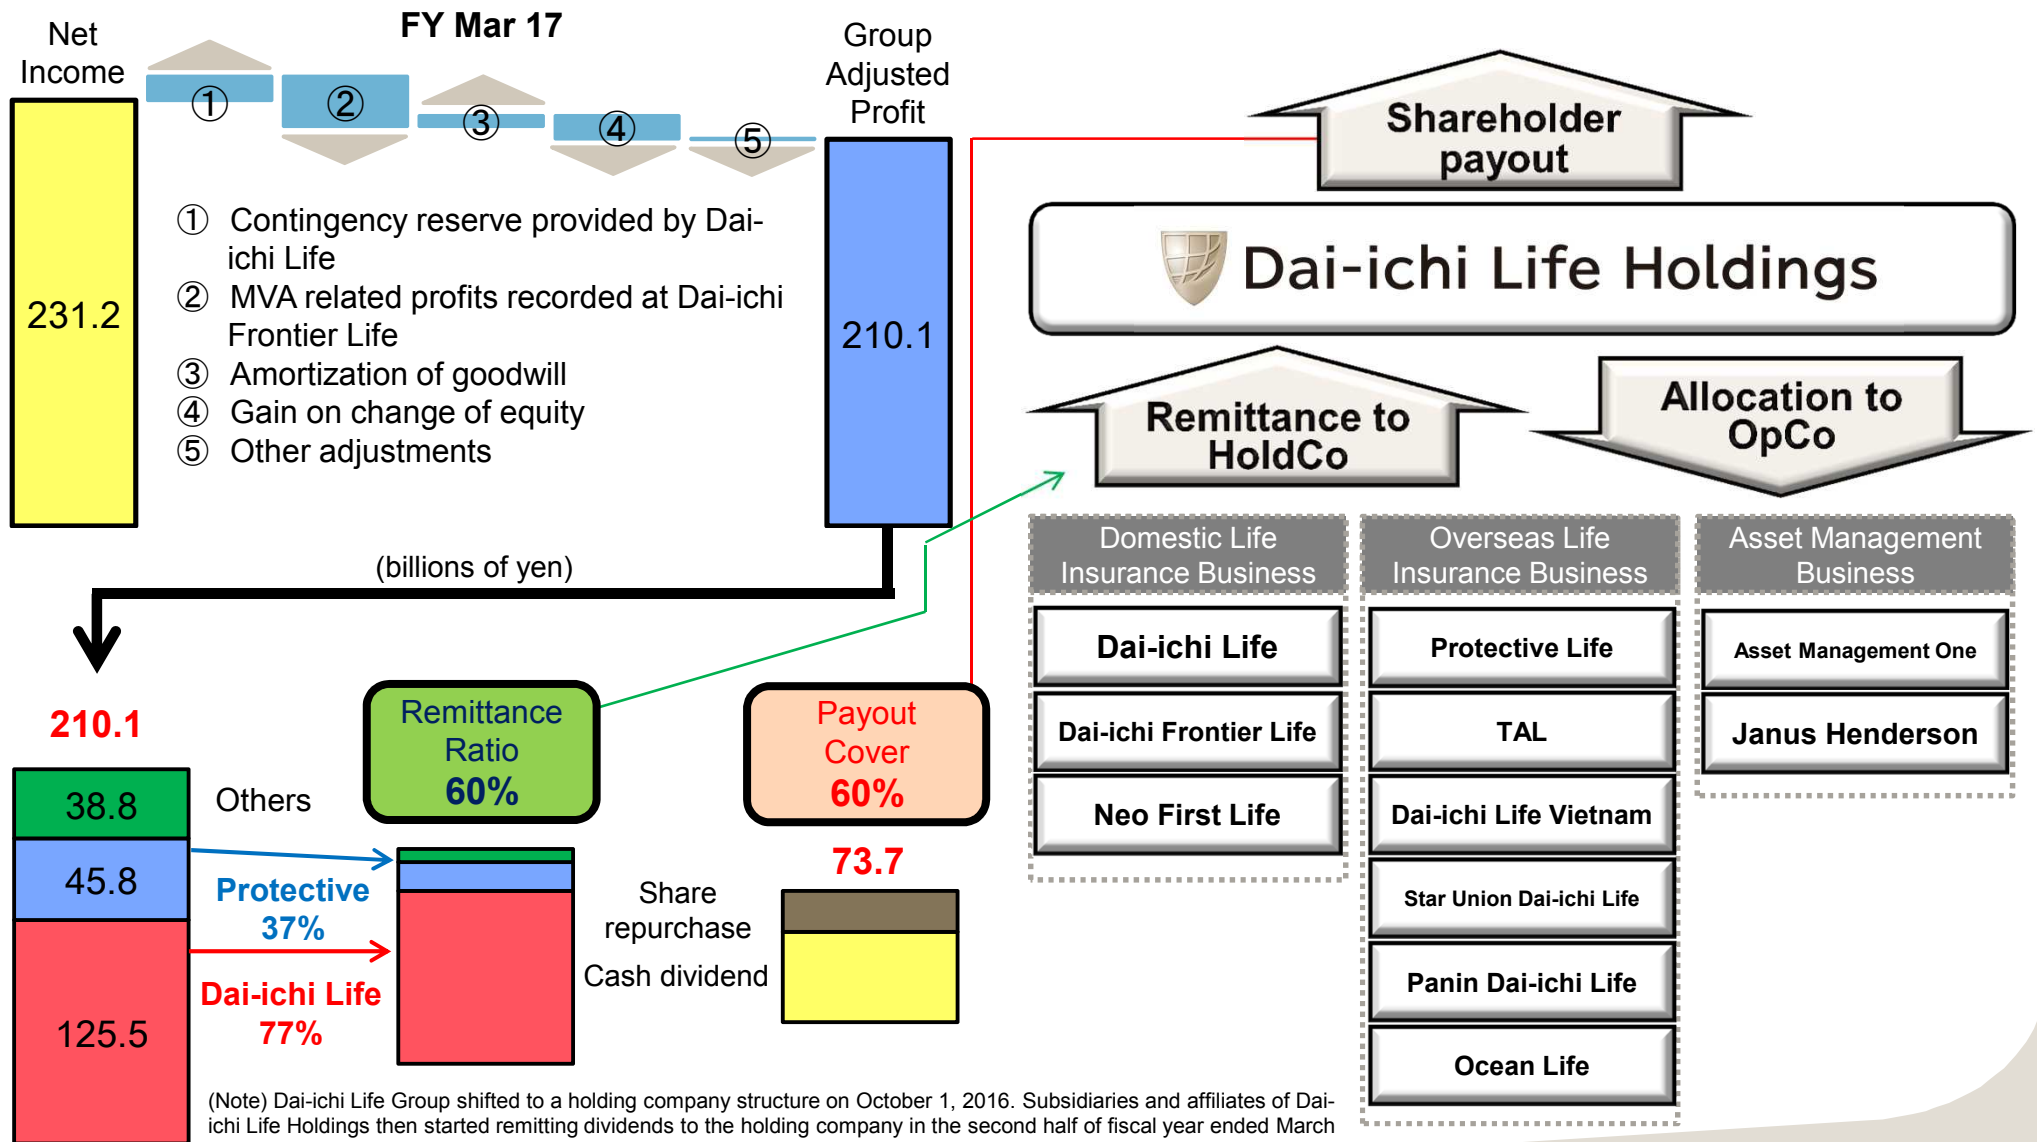 FY Mar 17
Net
Income
231.2
①
②
③
④
⑤
Group
Adjusted
Profit
210.1
① Contingency reserve provided by Dai-
ichi Life
② MVA related profits recorded at Dai-ichi
Frontier Life
③ Amortization of goodwill
④ Gain on change of equity
⑤ Other adjustments
(billions of yen)
210.1
38.8
45.8
125.5
Others
Protective
37%
Dai-ichi Life
77%
Remittance
Ratio
60%
Payout
Cover
60%
73.7
Share
repurchase
Cash dividend
Shareholder
payout
Dai-ichi Life Holdings
Remittance to
HoldCo
Allocation to
OpCo
Domestic Life
Insurance Business
Dai-ichi Life
Dai-ichi Frontier Life
Neo First Life
Overseas Life
Insurance Business
Protective Life
TAL
Dai-ichi Life Vietnam
Star Union Dai-ichi Life
Panin Dai-ichi Life
Ocean Life
Asset Management
Business
Asset Management One
Janus Henderson
(Note) Dai-ichi Life Group shifted to a holding company structure on October 1, 2016. Subsidiaries and affiliates of Dai-
ichi Life Holdings then started remitting dividends to the holding company in the second half of fiscal year ended March